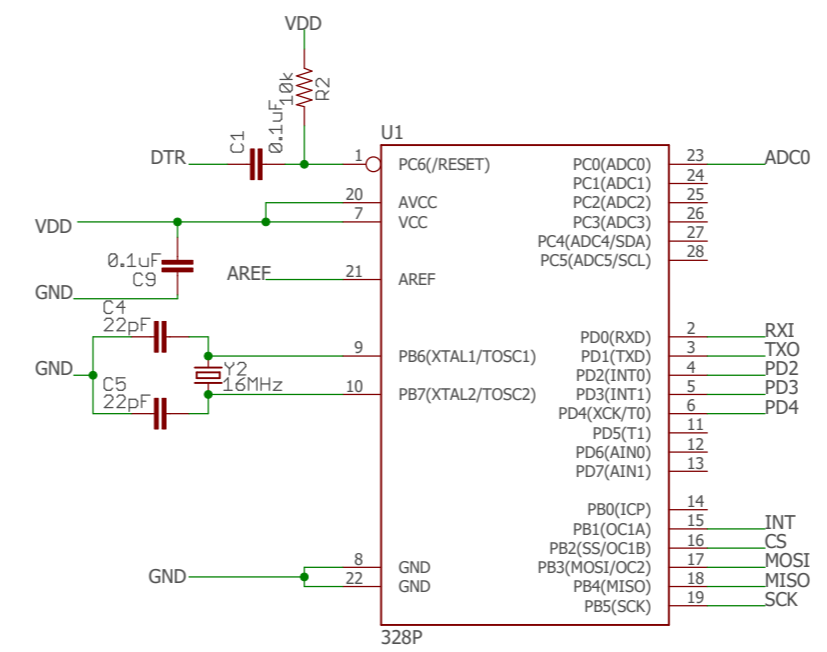 VDD
10k
R2
C1
0.1uF
U1
DTR
1
PC6(/RESET)
PC0(ADC0)
23
ADC0
PC1(ADC1)
24
20
AVCC
PC2(ADC2)
25
VDD
7
VCC
PC3(ADC3)
26
PC4(ADC4/SDA)
27
PC5(ADC5/SCL)
28
0.1uF
C9
AREF
21
AREF
GND
C4
22pF
PD0(RXD)
2
RXI
9
PB6(XTAL1/TOSC1)
PD1(TXD)
3
TXO
GND
Y2
16MHz
PD2(INT0)
4
PD2
C5
22pF
10
PB7(XTAL2/TOSC2)
PD3(INT1)
5
PD3
PD4(XCK/T0)
6
PD4
PD5(T1)
11
PD6(AIN0)
12
PD7(AIN1)
13
PB0(ICP)
14
PB1(OC1A)
15
INT
PB2(SS/OC1B)
16
CS
8
GND
PB3(MOSI/OC2)
17
MOSI
GND
22
GND
PB4(MISO)
18
MISO
PB5(SCK)
19
SCK
328P